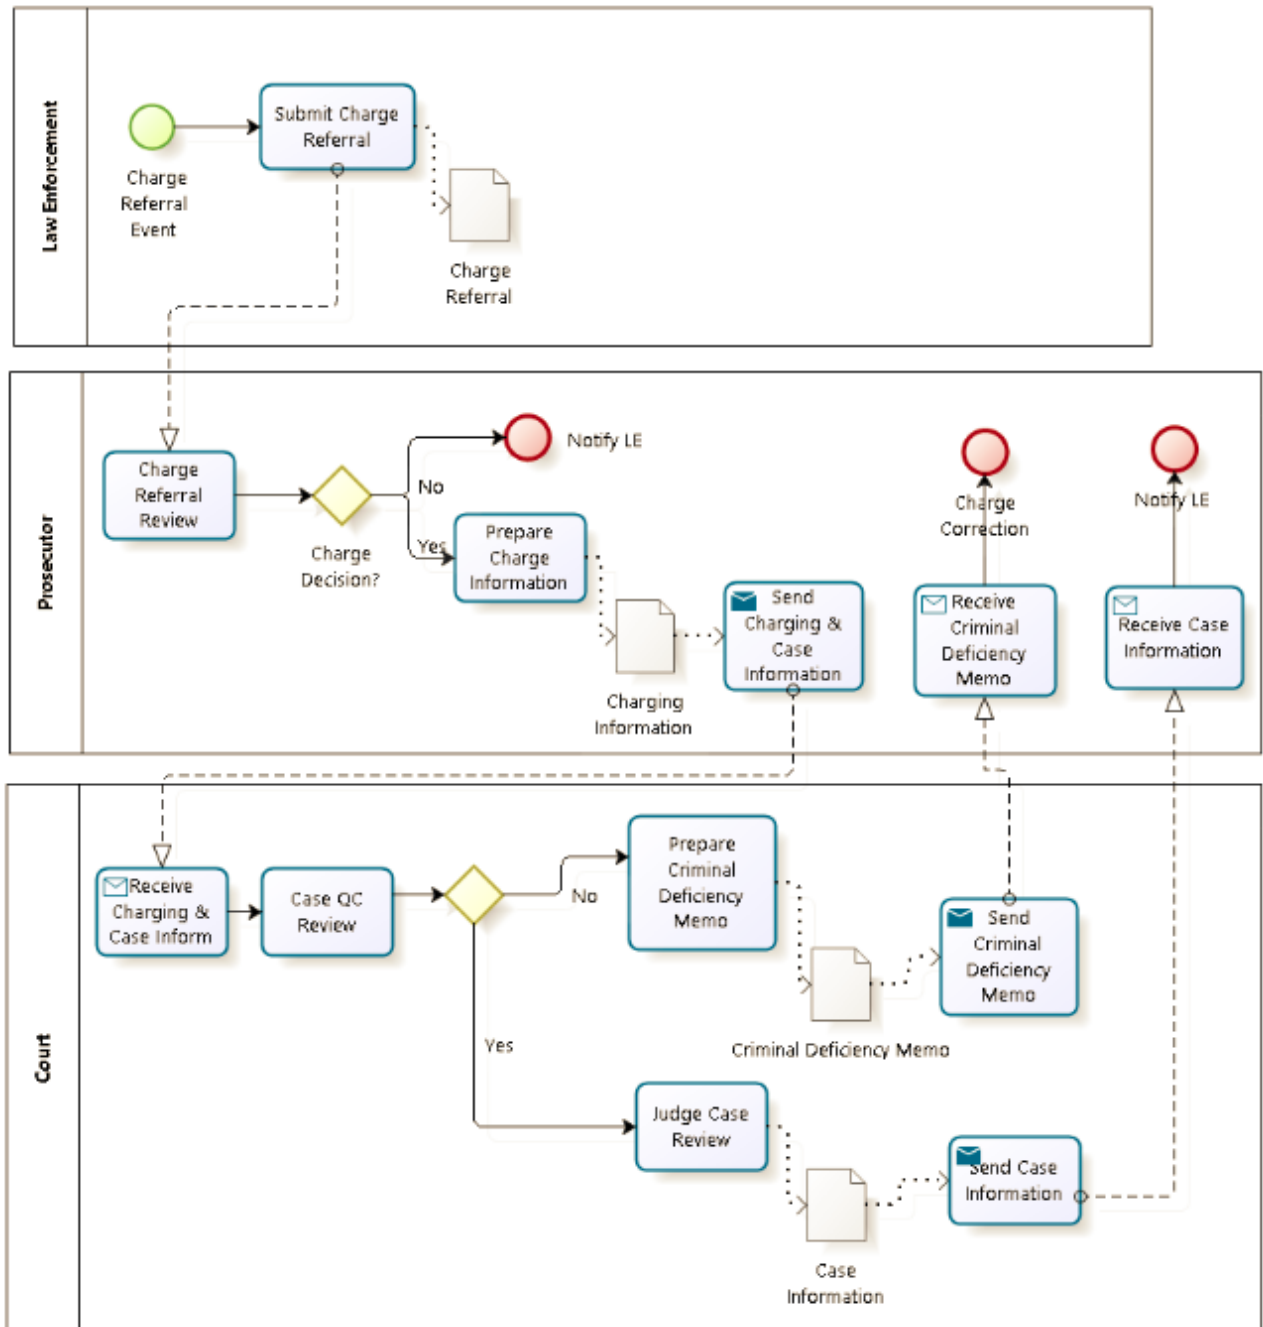 Law Enforcement
Submit Charge
Referral
Charge
Referral
Event
Charge
Referral
Prosecutor
Charge
Referral
Review
Charge
Decision?
No
Yes
Notify LE
Prepare
Charge
Information
Charging
Information
Send
Charging &
Case
Information
Charge
Correction
Receive
Criminal
Deficiency
Memo
Notify LE
Receive Case
Information
Court
Receive
Charging &
Case Inform
Case QC
Review
No
Yes
Prepare
Criminal
Deficiency
Memo
Criminal Deficiency Memo
Send
Criminal
Deficiency
Memo
Judge Case
Review
Case
Information
Send Case
Information